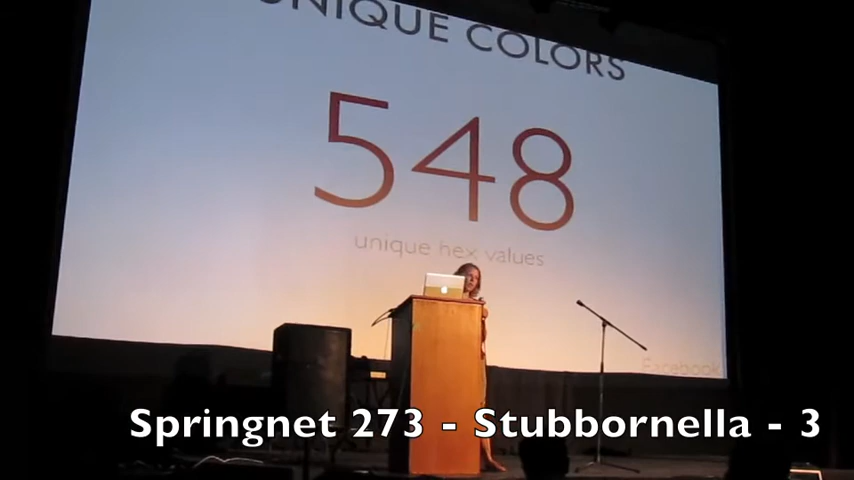 UNIQUE COLORS
548
unique hex values
Facebook
Springnet 273 - Stubbornella - 3